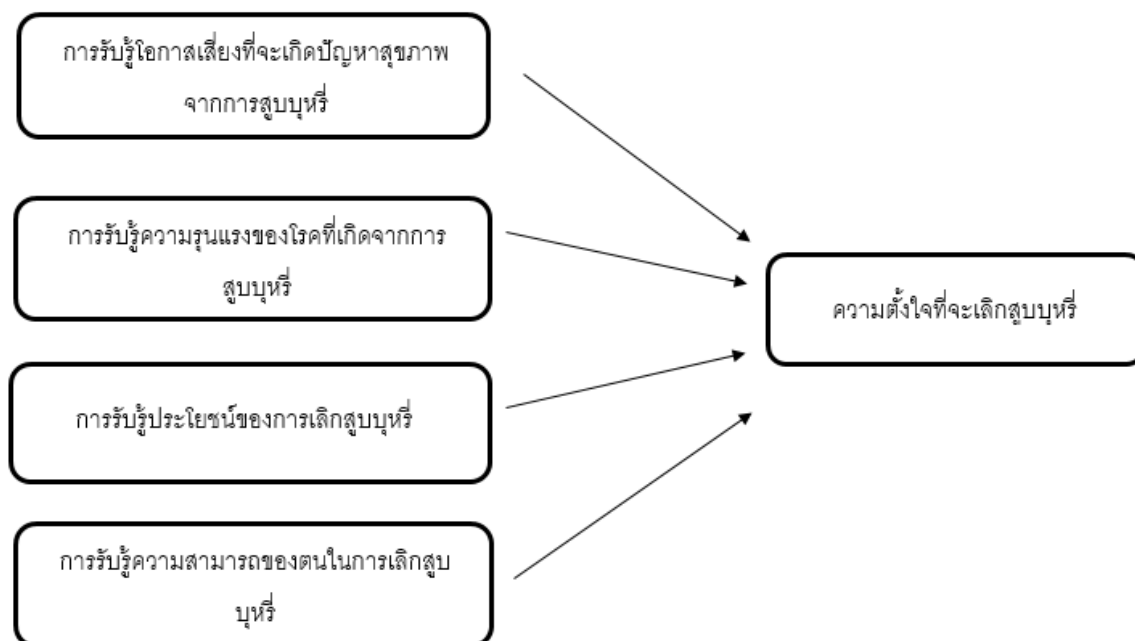 การรับรู้โอกาสเสี่ยงที่จะเกิดปัญหาสุขภาพ
จากการสูบบุหรี่
การรับรู้ความรุนแรงของโรคที่เกิดจากการ
สูบบุหรี่
ความตั้งใจที่จะเลิกสูบบุหรี่
การรับรู้ประโยชน์ของการเลิกสูบบุหรี่
การรับรู้ความสามารถของตนในการเลิกสูบ
บุหรี่